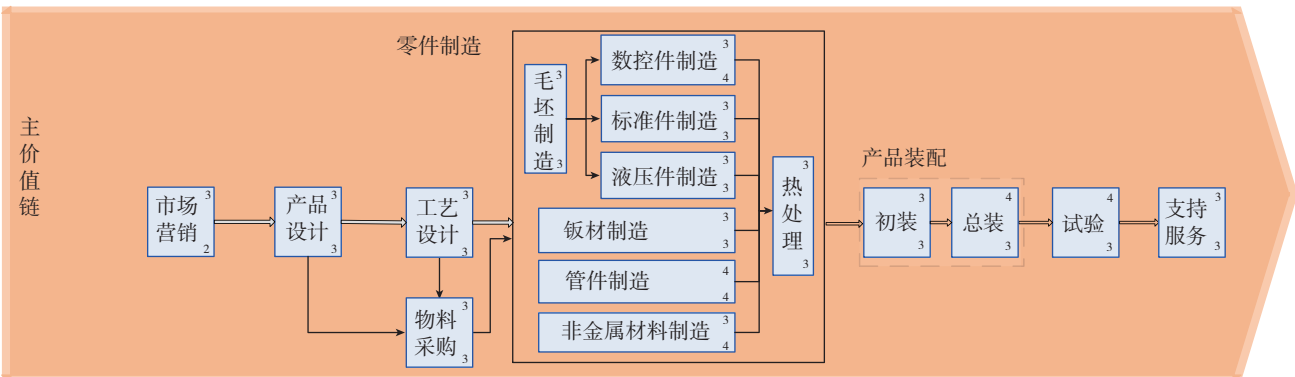 主
价
值
链
零件制造
市场
营销
3
2
产品
设计
3
3
工艺
设计
3
3
物料
采购
3
3
毛
坯
制
造
3
3
数控件制造
3
4
标准件制造
3
3
液压件制造
3
3
钣材制造
3
3
管件制造
4
4
非金属材料制造
3
4
热
处
理
3
3
产品装配
初装
3
3
总装
4
3
试验
4
3
支持
服务
3
3